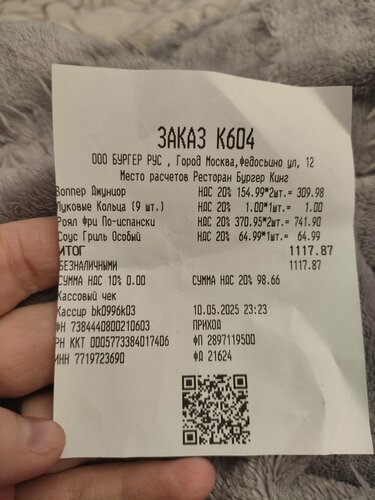 ЗАКАЗ К604
ООО БУРГЕР РУС , Город Москва,Федосьино ул, 12
Место расчетов Ресторан Бургер Кинг
Воппер Джуниор НДС 20% 154.99*2шт.= 309.98
Луковые Кольца (9 шт.) НДС 20% 1.00*1шт.= 1.00
Роял Фри По-испански НДС 20% 370.95*2шт.= 741.90
Соус Гриль Особый НДС 20% 64.99*1шт.= 64.99
ИТОГ 1117.87
БЕЗНАЛИЧНЫМИ 1117.87
СУММА НДС 10% 0.00 СУММА НДС 20% 98.66
Кассовый чек
Кассир bk0996k03 10.05.2025 23:23
ФН 7384440800210603 ПРИХОД
РН ККТ 0005773384017406 ФП 2897119500
ИНН 7719723690 ФД 21624